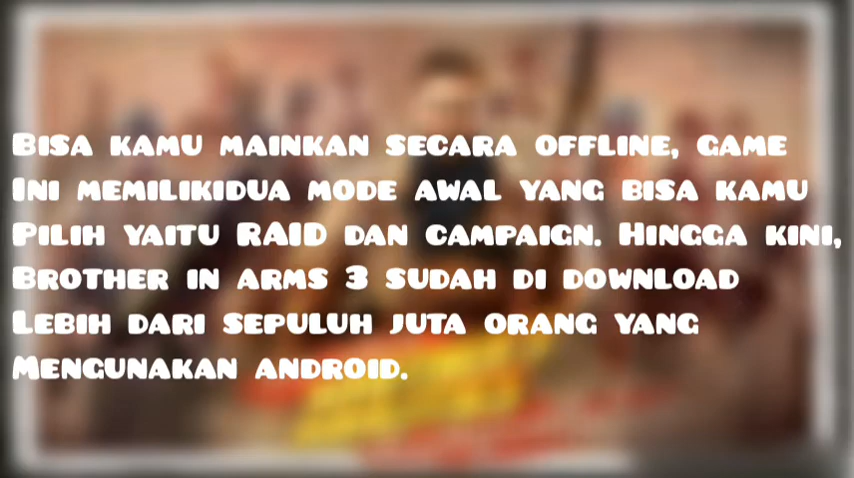 Bisa kamu mainkan secara offline, game
Ini memilikidua mode awal yang bisa kamu
Pilih yaitu RAID dan campaign. Hingga kini,
Brother in arms 3 sudah di download
Lebih dari sepuluh juta orang yang
Mengunakan android.